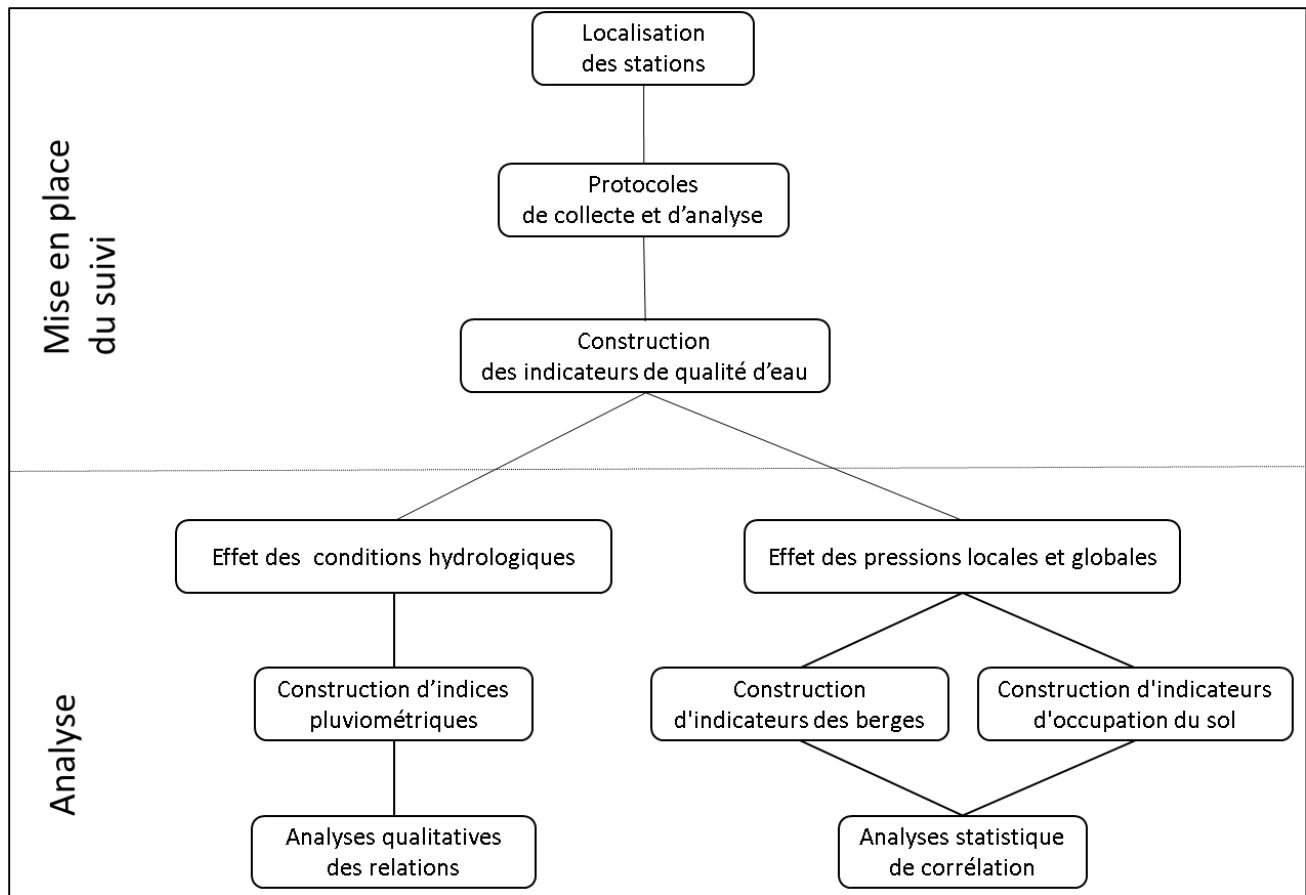 Mise en place
du suivi
Localisation
des stations
Protocoles
de collecte et d’analyse
Construction
des indicateurs de qualité d’eau
Analyse
Effet des conditions hydrologiques
Effet des pressions locales et globales
Construction d’indices
pluviométriques
Construction
d'indicateurs des berges
Construction d'indicateurs
d'occupation du sol
Analyses qualitatives
des relations
Analyses statistique
de corrélation